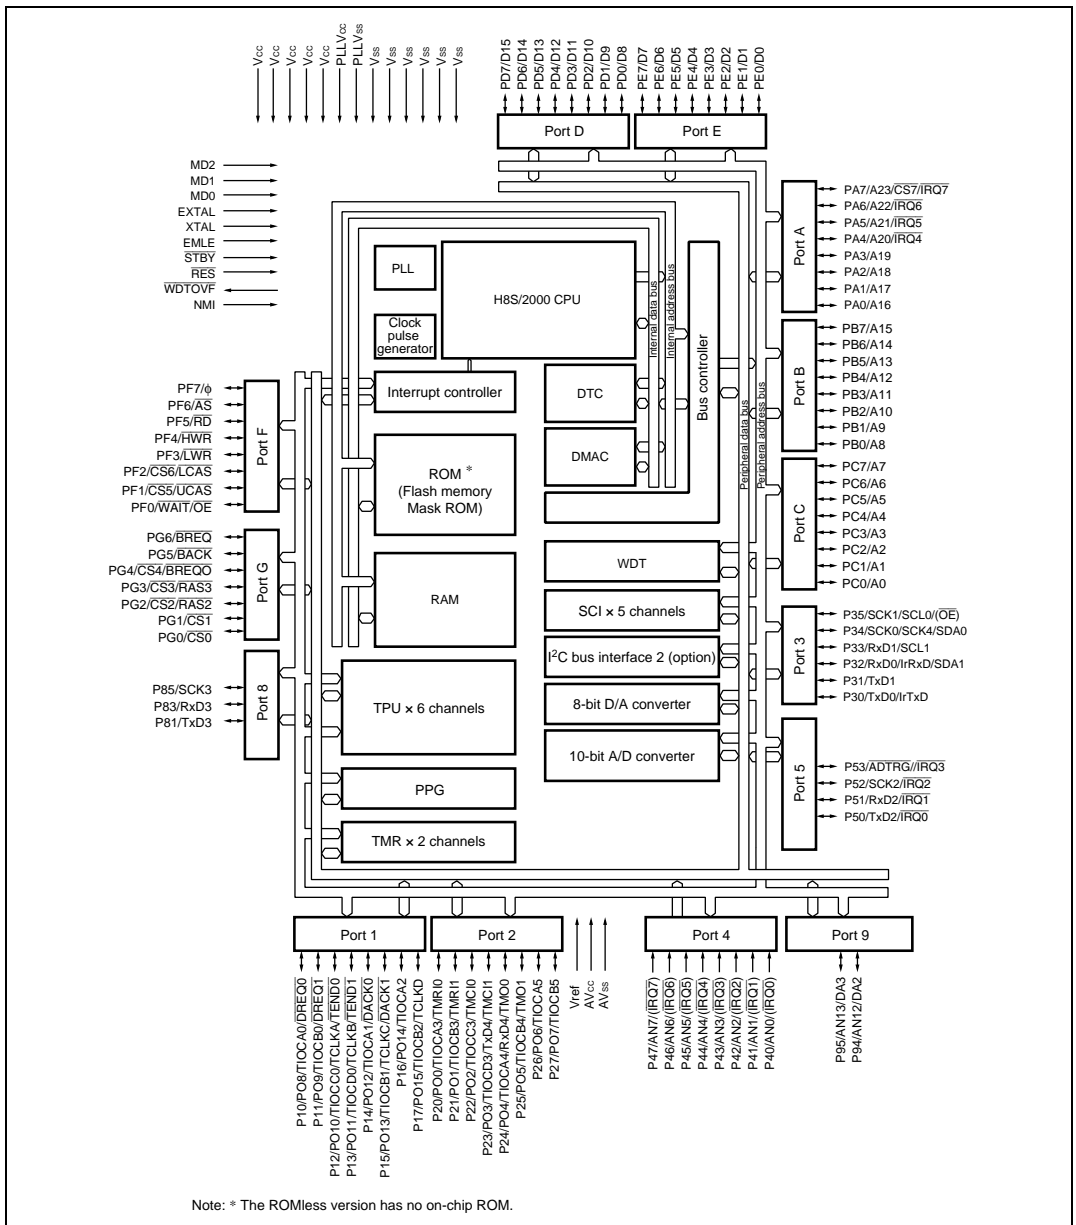 Vcc
Vcc
Vcc
Vcc
Vcc
PLLVcc
PLLVss
Vss
Vss
Vss
Vss
Vss
Vss
PD7/D15
PD6/D14
PD5/D13
PD4/D12
PD3/D11
PD2/D10
PD1/D9
PD0/D8
PE7/D7
PE6/D6
PE5/D5
PE4/D4
PE3/D3
PE2/D2
PE1/D1
PE0/D0
Port D
Port E
MD2
MD1
MD0
EXTAL
XTAL
EMLE
STBY
RES
WDTOVF
NMI
PLL
H8S/2000 CPU
Clock
pulse
generator
Interrupt controller
Internal data bus
Internal address bus
Bus controller
Peripheral data bus
Peripheral address bus
DTC
DMAC
ROM *
(Flash memory
Mask ROM)
RAM
WDT
SCI × 5 channels
I2C bus interface 2 (option)
8-bit D/A converter
10-bit A/D converter
TPU × 6 channels
PPG
TMR × 2 channels
Port A
PA7/A23/CS7/IRQ7
PA6/A22/IRQ6
PA5/A21/IRQ5
PA4/A20/IRQ4
PA3/A19
PA2/A18
PA1/A17
PA0/A16
Port B
PB7/A15
PB6/A14
PB5/A13
PB4/A12
PB3/A11
PB2/A10
PB1/A9
PB0/A8
Port C
PC7/A7
PC6/A6
PC5/A5
PC4/A4
PC3/A3
PC2/A2
PC1/A1
PC0/A0
Port 3
P35/SCK1/SCL0/(OE)
P34/SCK0/SCK4/SDA0
P33/RxD1/SCL1
P32/RxD0/IrRxD/SDA1
P31/TxD1
P30/TxD0/IrTxD
Port 5
P53/ADTRG//IRQ3
P52/SCK2/IRQ2
P51/RxD2/IRQ1
P50/TxD2/IRQ0
PF7/ϕ
PF6/AS
PF5/RD
PF4/HWR
PF3/LWR
PF2/CS6/LCAS
PF1/CS5/UCAS
PF0/WAIT/OE
Port F
PG6/BREQ
PG5/BACK
PG4/CS4/BREQO
PG3/CS3/RAS3
PG2/CS2/RAS2
PG1/CS1
PG0/CS0
Port G
P85/SCK3
P83/RxD3
P81/TxD3
Port 8
Port 1
Port 2
Port 4
Port 9
P10/PO8/TIOCA0/DREQ0
P11/PO9/TIOCB0/DREQ1
P12/PO10/TIOCC0/TCLKA/TEND0
P13/PO11/TIOCD0/TCLKB/TEND1
P14/PO12/TIOCA1/DACK0
P15/PO13/TIOCB1/TCLKC/DACK1
P16/PO14/TIOCA2
P17/PO15/TIOCB2/TCLKD
P20/PO0/TIOCA3/TMRI0
P21/PO1/TIOCB3/TMRI1
P22/PO2/TIOCC3/TMCI0
P23/PO3/TIOCD3/TxD4/TMCI1
P24/PO4/TIOCA4/RxD4/TMO0
P25/PO5/TIOCB4/TMO1
P26/PO6/TIOCA5
P27/PO7/TIOCB5
Vref
AVcc
AVss
P47/AN7/(IRQ7)
P46/AN6/(IRQ6)
P45/AN5/(IRQ5)
P44/AN4/(IRQ4)
P43/AN3/(IRQ3)
P42/AN2/(IRQ2)
P41/AN1/(IRQ1)
P40/AN0/(IRQ0)
P95/AN13/DA3
P94/AN12/DA2
Note: * The ROMless version has no on-chip ROM.